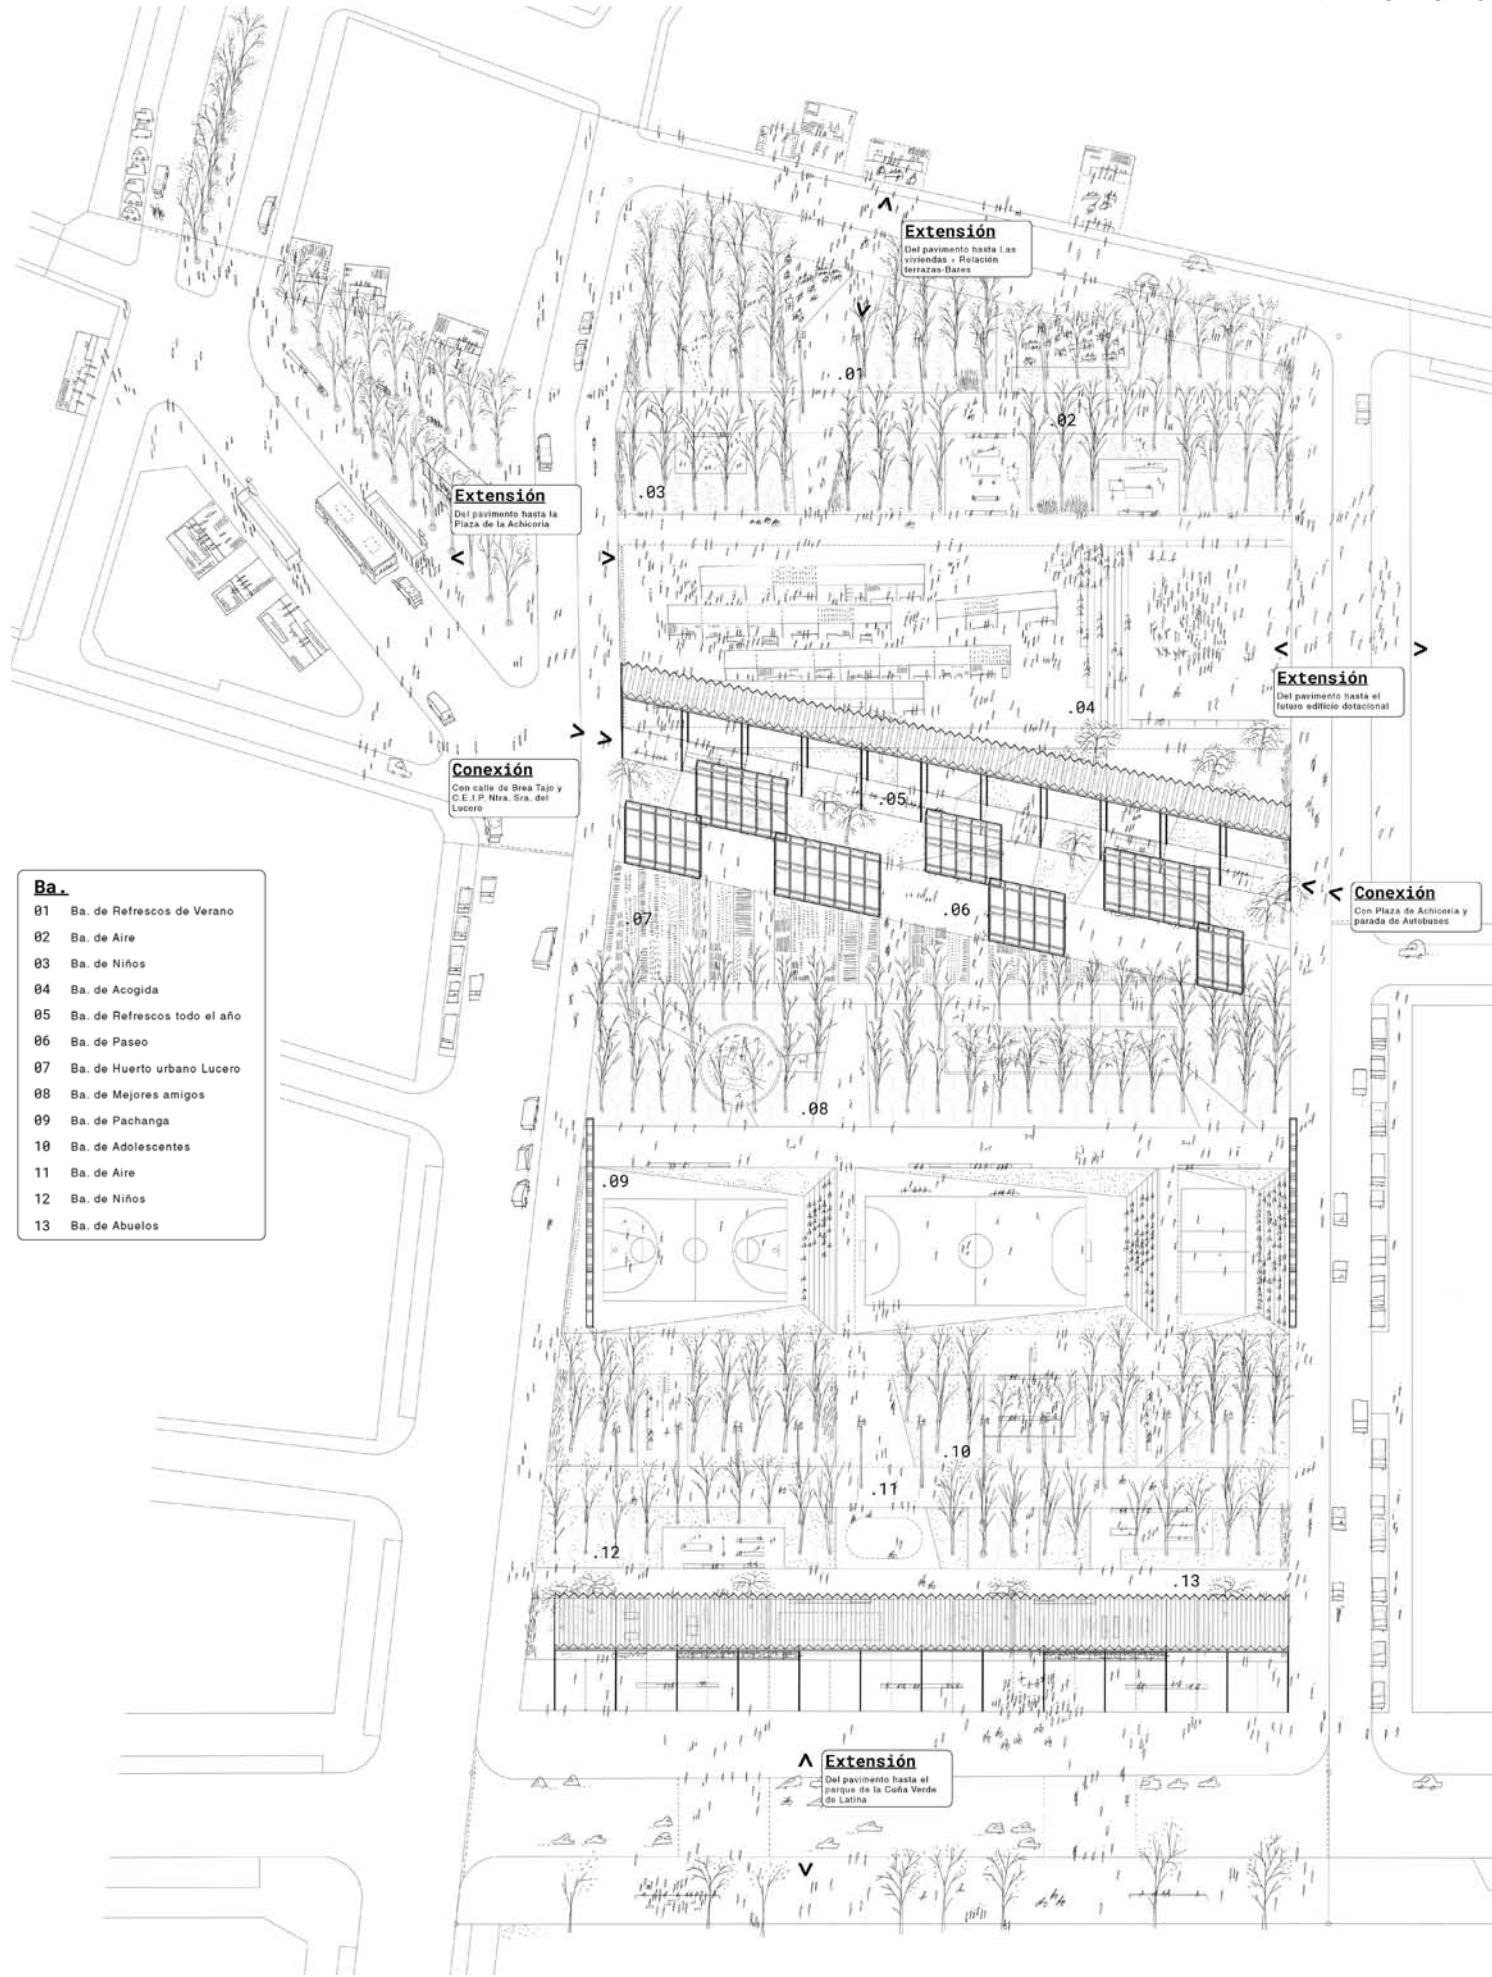 Extensión
Del pavimento hasta Las
viviendas + Relación
terrazas-Bares
.01
.02
.03
Extensión
Del pavimento hasta la
Plaza de la Achicoria
Extensión
Del pavimento hasta el
futuro edificio dotacional
.04
Conexión
Con calle de Brea Tajo y
C.E.I.P. Ntra. Sra. del
Lucero
.05
Conexión
Con Plaza de Achicoria y
parada de Autobuses
.06
.07
Ba.
01 Ba. de Refrescos de Verano
02 Ba. de Aire
03 Ba. de Niños
04 Ba. de Acogida
05 Ba. de Refrescos todo el año
06 Ba. de Paseo
07 Ba. de Huerto urbano Lucero
08 Ba. de Mejores amigos
09 Ba. de Pachanga
10 Ba. de Adolescentes
11 Ba. de Aire
12 Ba. de Niños
13 Ba. de Abuelos
.08
.09
.10
.11
.12
.13
Extensión
Del pavimento hasta el
parque de la Cuña Verde
de Latina